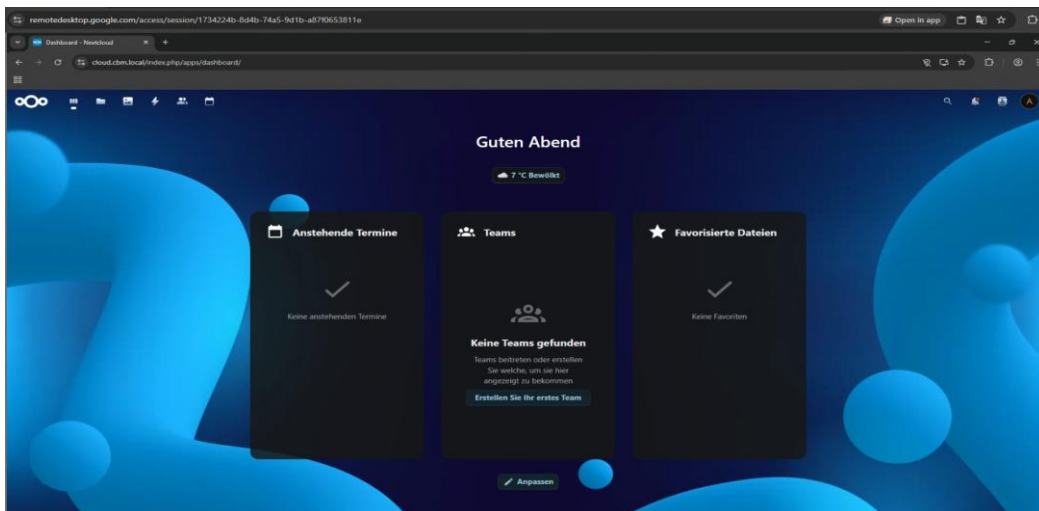 remotedesktop.google.com/access/session/1734224b-8d4b-74a5-9d1b-a87f0653811e
Open in app
Dashboard - Nextcloud
cloud.cbm.local/index.php/apps/dashboard/
A
Guten Abend
7 °C Bewölkt
Anstehende Termine
Teams
Favorisierte Dateien
Keine anstehenden Termine
Keine Favoriten
Keine Teams gefunden
Teams beitreten oder erstellen
Sie welche, um sie hier
angezeigt zu bekommen
Erstellen Sie Ihr erstes Team
Anpassen